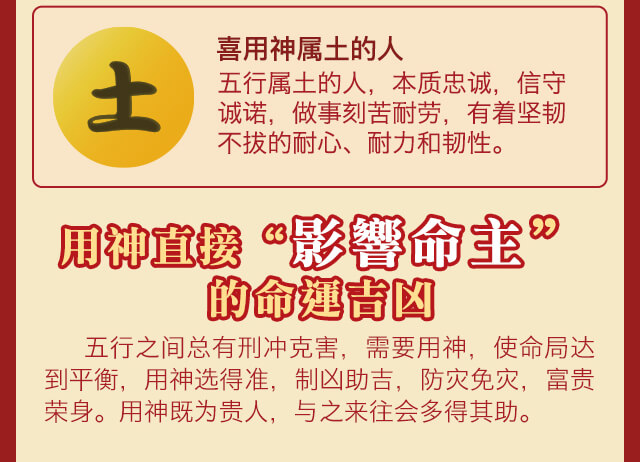 土
喜用神属土的人
五行属土的人，本质忠诚，信守
诚诺，做事刻苦耐劳，有着坚韧
不拔的耐心、耐力和韧性。
用神直接“影響命主”
的命運吉凶
五行之间总有刑冲克害，需要用神，使命局达
到平衡，用神选得准，制凶助吉，防灾免灾，富贵
荣身。用神既为贵人，与之来往会多得其助。